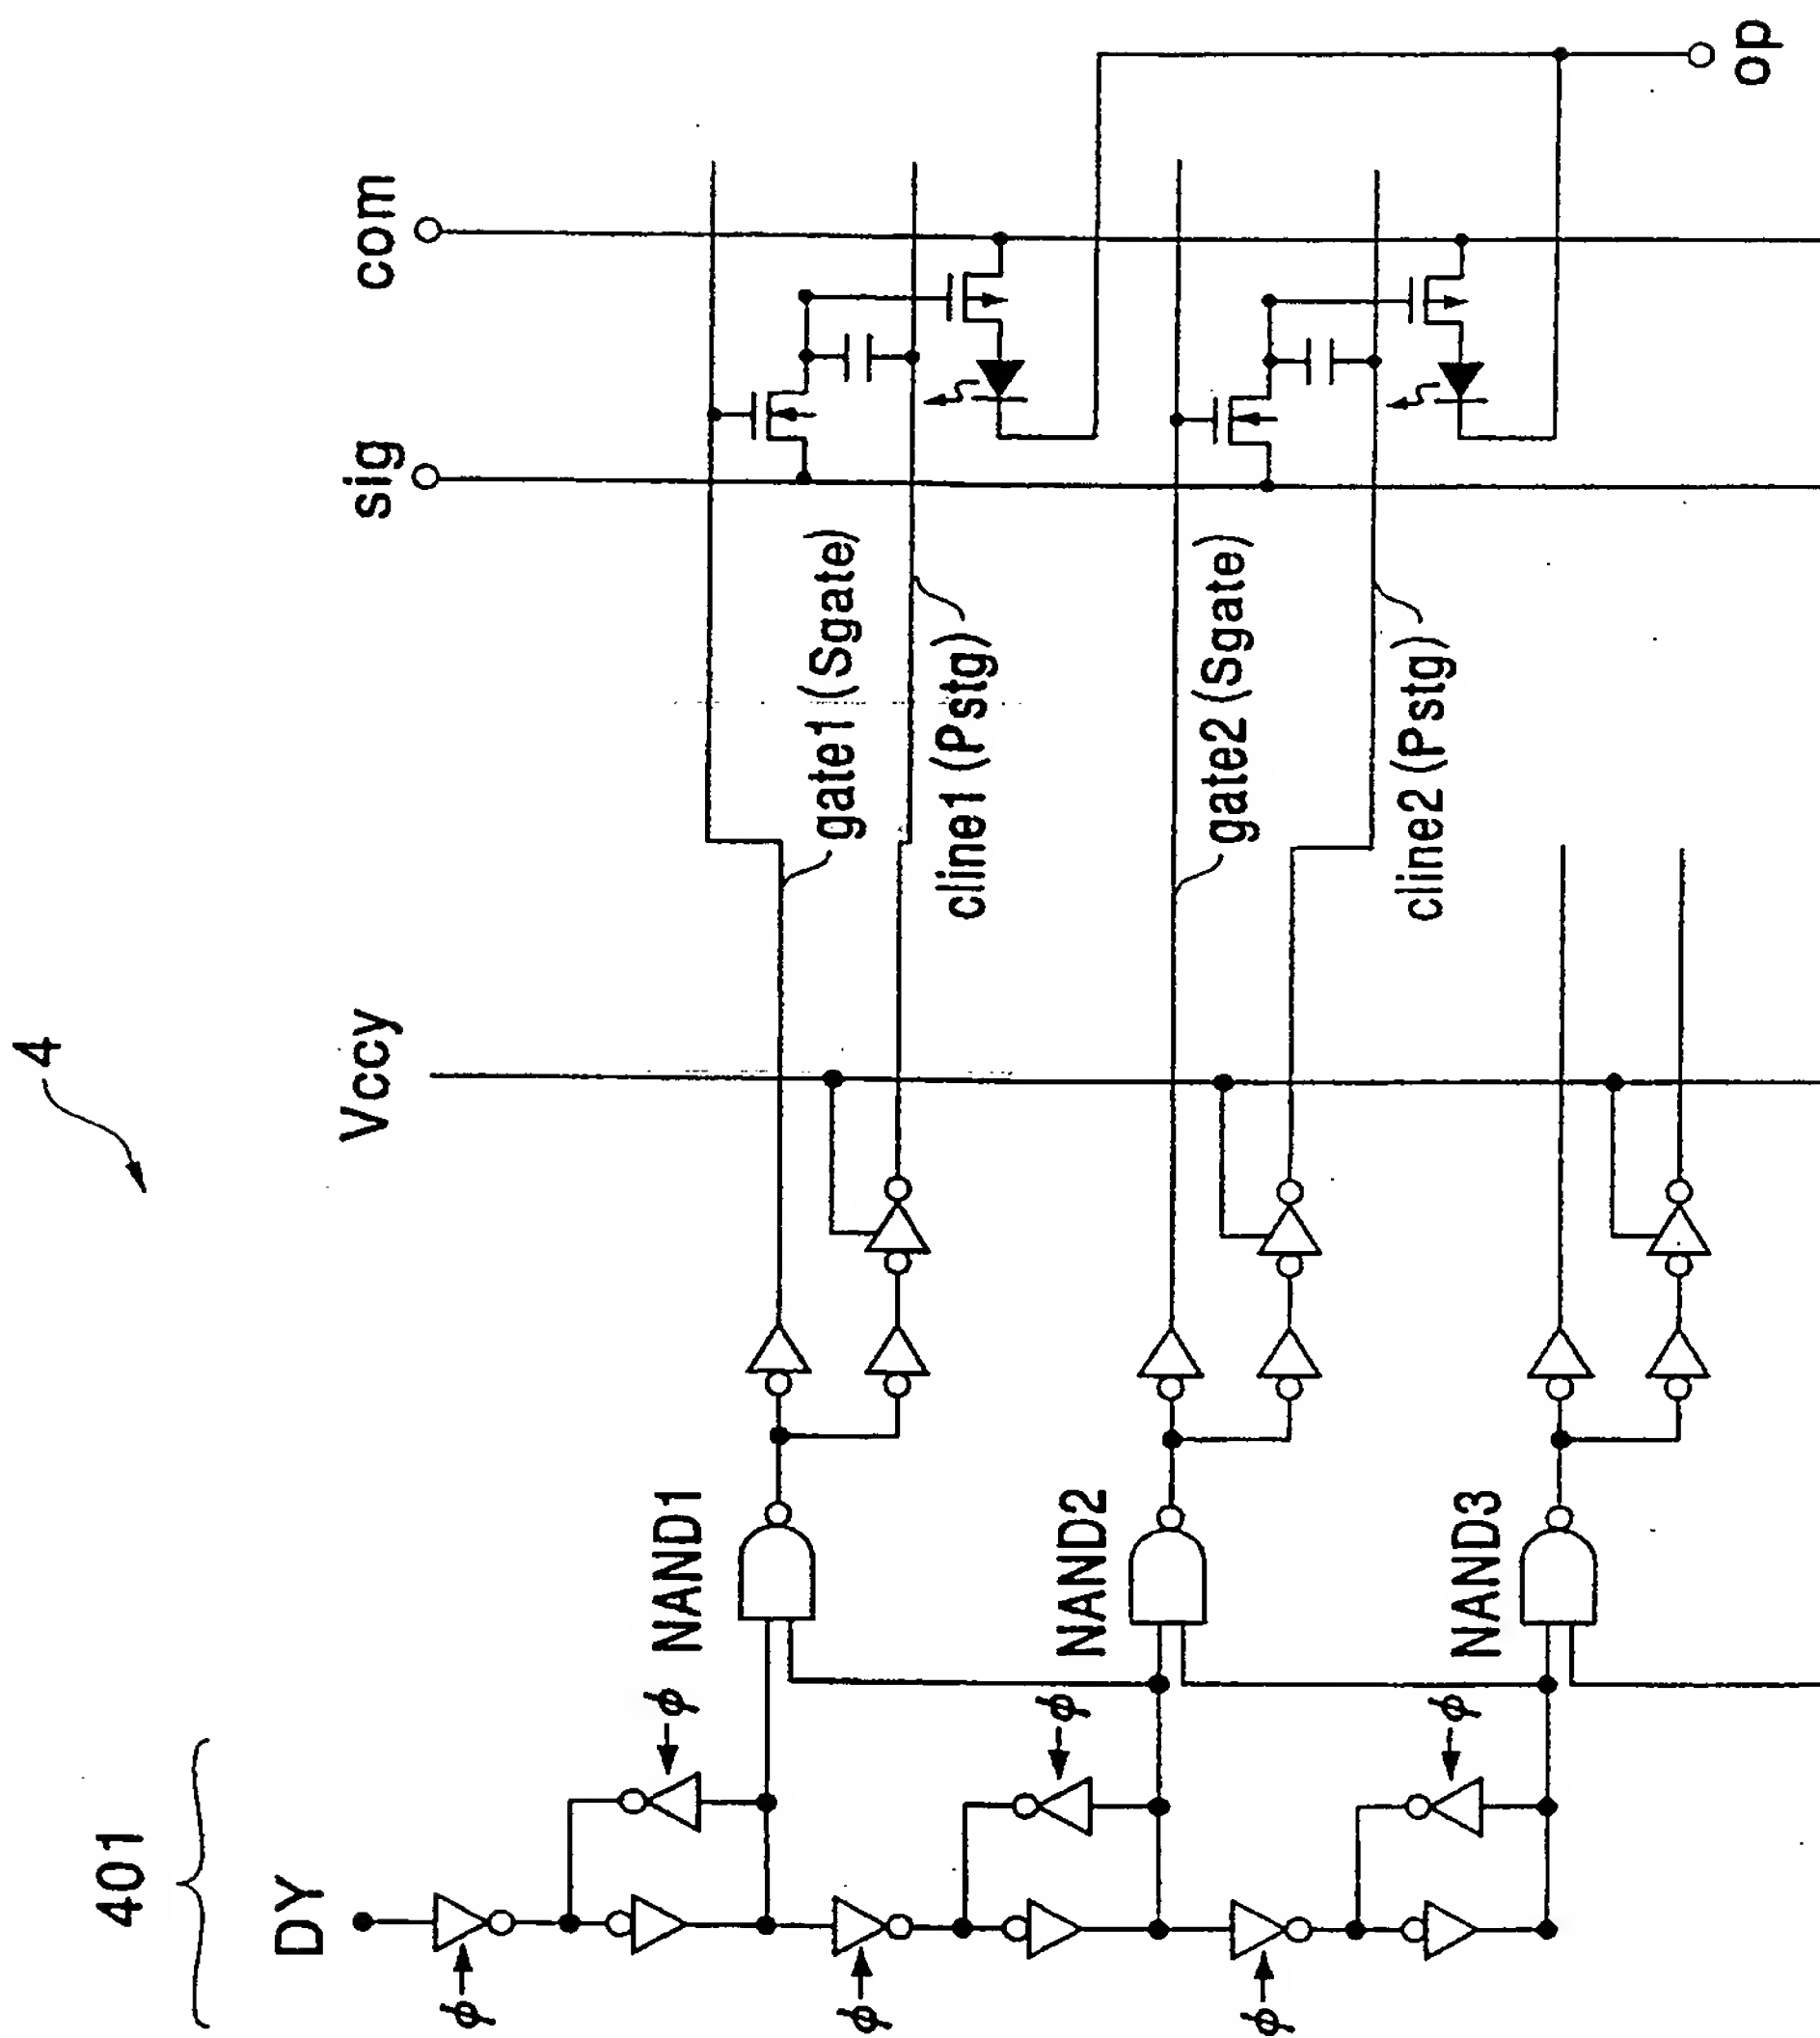 4
401
DY
φ
φ
φ
φ
φ
φ
NAND1
NAND2
NAND3
Vccy
gate1 (Sgate)
cline1 (Pstg)
gate2 (Sgate)
cline2 (Pstg)
sig
com
op